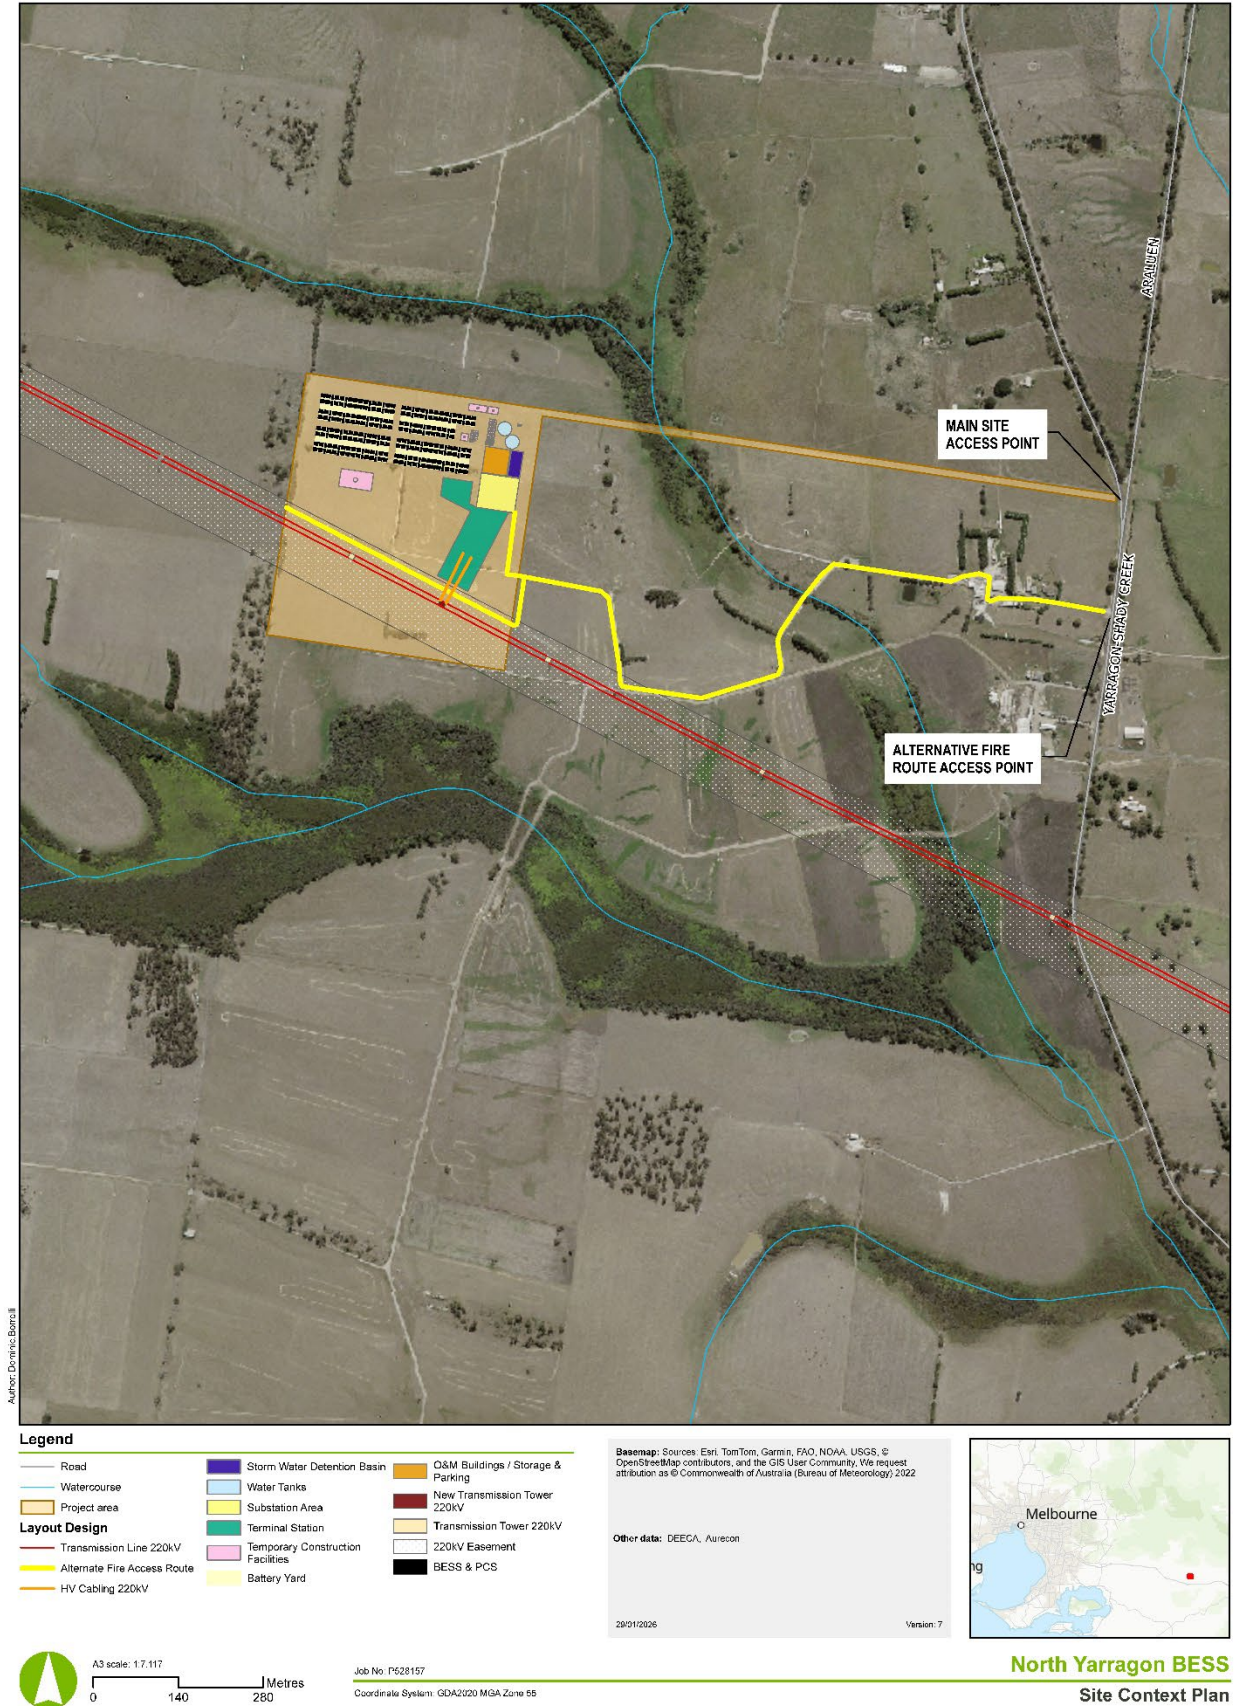 ARALUEN
MAIN SITE
ACCESS POINT
YARRAGON-SHADY CREEK
ALTERNATIVE FIRE
ROUTE ACCESS POINT
Author: Dominic.Borrelli
Legend
Road
Watercourse
Project area
Layout Design
Transmission Line 220kV
Alternate Fire Access Route
HV Cabling 220kV
Storm Water Detention Basin
Water Tanks
Substation Area
Terminal Station
Temporary Construction
Facilities
Battery Yard
O&M Buildings / Storage &
Parking
New Transmission Tower
220kV
Transmission Tower 220kV
220kV Easement
BESS & PCS
Basemap: Sources: Esri, TomTom, Garmin, FAO, NOAA, USGS, ©
OpenStreetMap contributors, and the GIS User Community, We request
attribution as © Commonwealth of Australia (Bureau of Meteorology) 2022
Other data: DEECA, Aurecon
29/01/2026
Version: 7
Melbourne
ng
A3 scale: 1:7,117
Metres
0 140 280
Job No: P528157
Coordinate System: GDA2020 MGA Zone 55
North Yarragon BESS
Site Context Plan